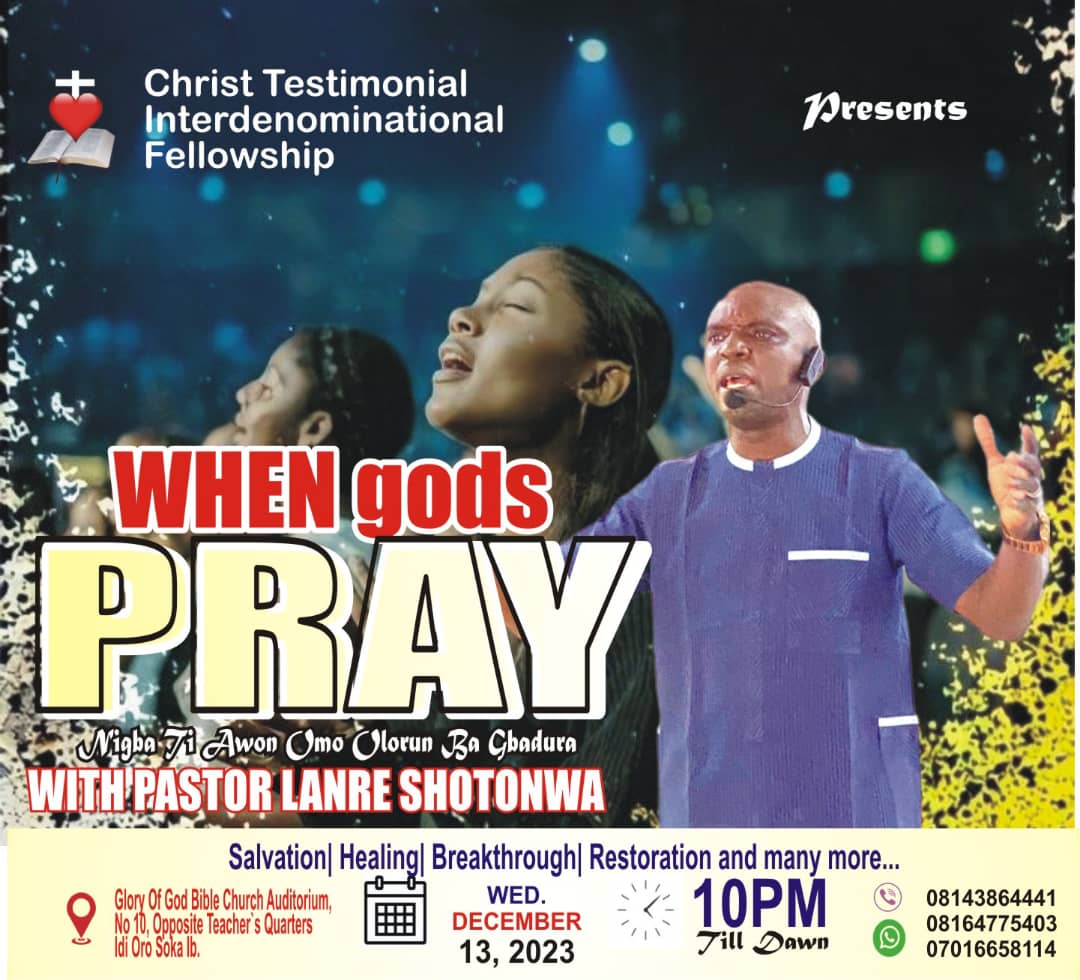 Christ Testimonial
Interdenominational
Fellowship
Presents
WHEN gods
PRAY
Nigba Ti Awon Omo Olorun Ba Gbadura
WITH PASTOR LANRE SHOTONWA
Salvation| Healing| Breakthrough| Restoration and many more...
Glory Of God Bible Church Auditorium,
No 10, Opposite Teacher`s Quarters
Idi Oro Soka Ib.
WED.
DECEMBER
13, 2023
10PM
Till Dawn
08143864441
08164775403
07016658114